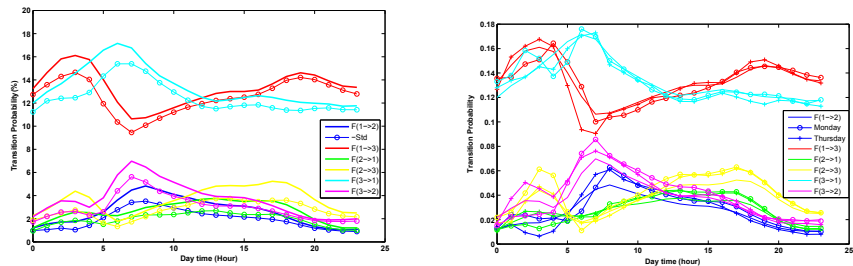 20
18
16
14
12
10
8
6
4
2
0
0
5
10
15
20
25
Transition Probability(%)
Day time (Hour)
F(1->2)
-Std
F(1->3)
F(2->1)
F(2->3)
F(3->1)
F(3->2)
0.18
0.16
0.14
0.12
0.1
0.08
0.06
0.04
0.02
0
0
5
10
15
20
25
Transition Probability
Day time (hour)
F(1->2)
Monday
Thursday
F(1->3)
F(2->1)
F(2->3)
F(3->1)
F(3->2)